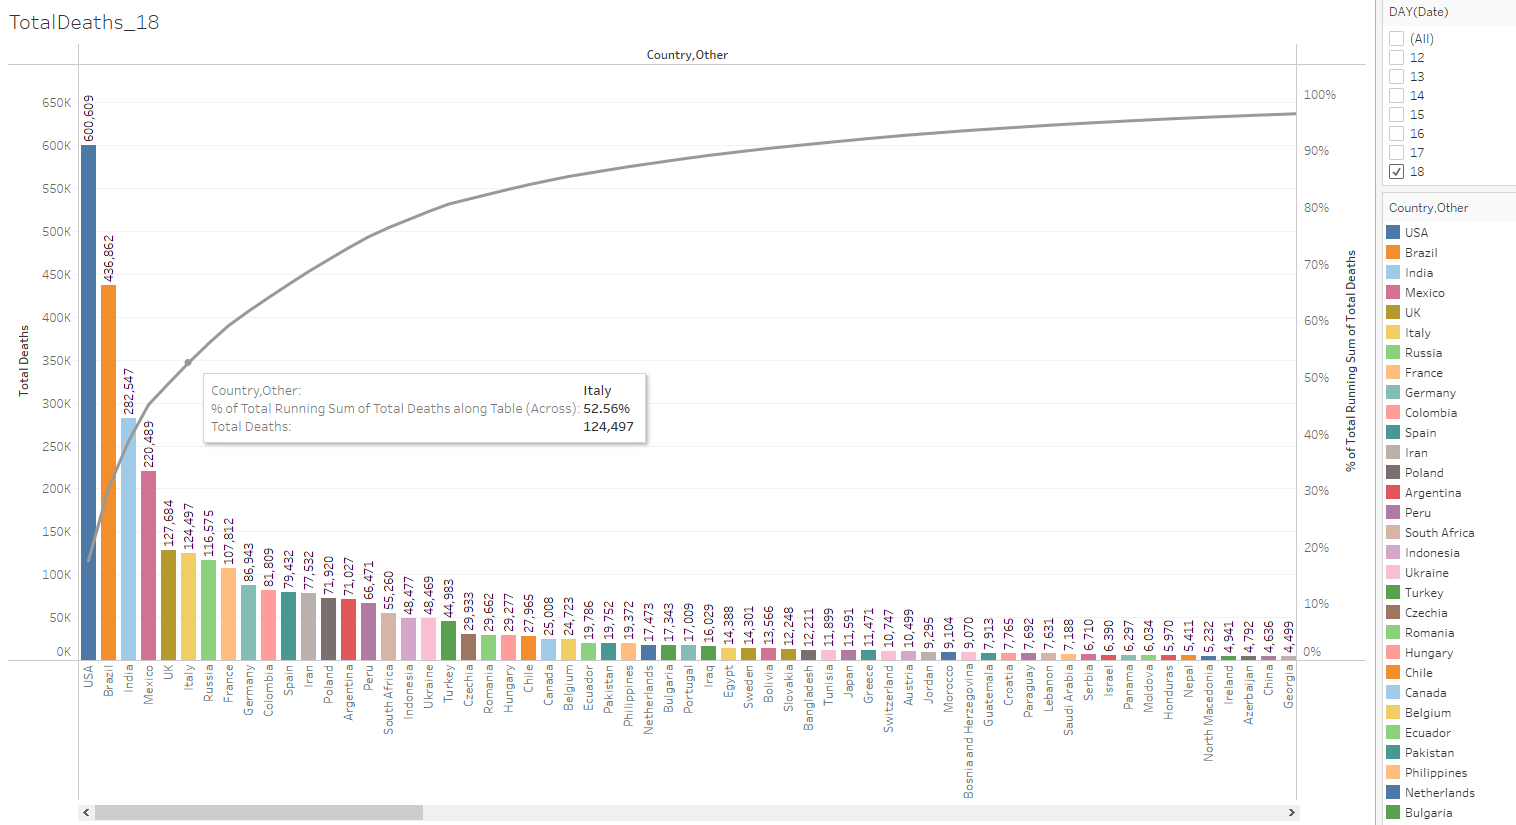 TotalDeaths_18
Country,Other
650K
600K
550K
500K
450K
400K
350K
300K
250K
200K
150K
100K
50K
0K
Total Deaths
600,609
436,862
282,547
220,489
127,684
124,497
116,575
107,812
86,943
81,809
79,432
77,532
71,920
71,027
66,471
55,260
48,477
48,469
44,983
29,933
29,662
29,277
27,965
25,008
24,723
19,786
19,752
19,372
17,473
17,343
17,009
16,029
14,388
14,301
13,566
12,248
12,211
11,899
11,591
11,471
10,747
10,499
9,295
9,104
9,070
7,913
7,765
7,692
7,631
7,188
6,710
6,390
6,297
6,034
5,970
5,411
5,232
4,941
4,792
4,636
4,499
Country,Other: Italy
% of Total Running Sum of Total Deaths along Table (Across): 52.56%
Total Deaths: 124,497
USA
Brazil
India
Mexico
UK
Italy
Russia
France
Germany
Colombia
Spain
Iran
Poland
Argentina
Peru
South Africa
Indonesia
Ukraine
Turkey
Czechia
Romania
Hungary
Chile
Canada
Belgium
Ecuador
Pakistan
Philippines
Netherlands
Bulgaria
Portugal
Iraq
Egypt
Sweden
Bolivia
Slovakia
Bangladesh
Tunisia
Japan
Greece
Switzerland
Austria
Jordan
Morocco
Bosnia and Herzegovina
Guatemala
Croatia
Paraguay
Lebanon
Saudi Arabia
Serbia
Israel
Panama
Moldova
Honduras
Nepal
North Macedonia
Ireland
Azerbaijan
China
Georgia
100%
90%
80%
70%
60%
50%
40%
30%
20%
10%
0%
% of Total Running Sum of Total Deaths
DAY(Date)
(All)
12
13
14
15
16
17
18
Country,Other
USA
Brazil
India
Mexico
UK
Italy
Russia
France
Germany
Colombia
Spain
Iran
Poland
Argentina
Peru
South Africa
Indonesia
Ukraine
Turkey
Czechia
Romania
Hungary
Chile
Canada
Belgium
Ecuador
Pakistan
Philippines
Netherlands
Bulgaria